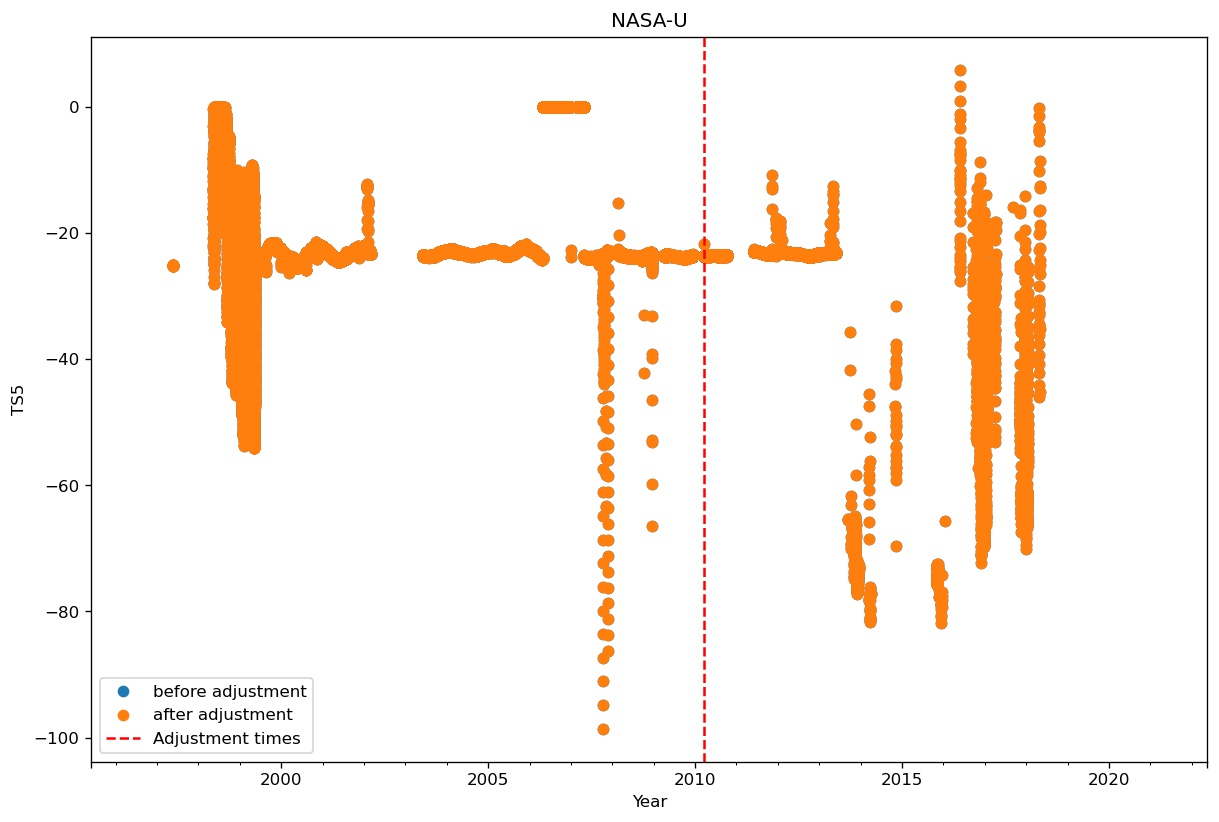 NASA-U
0
−20
−40
−60
−80
−100
TS5
before adjustment
after adjustment
Adjustment times
2000 2005 2010 2015 2020
Year